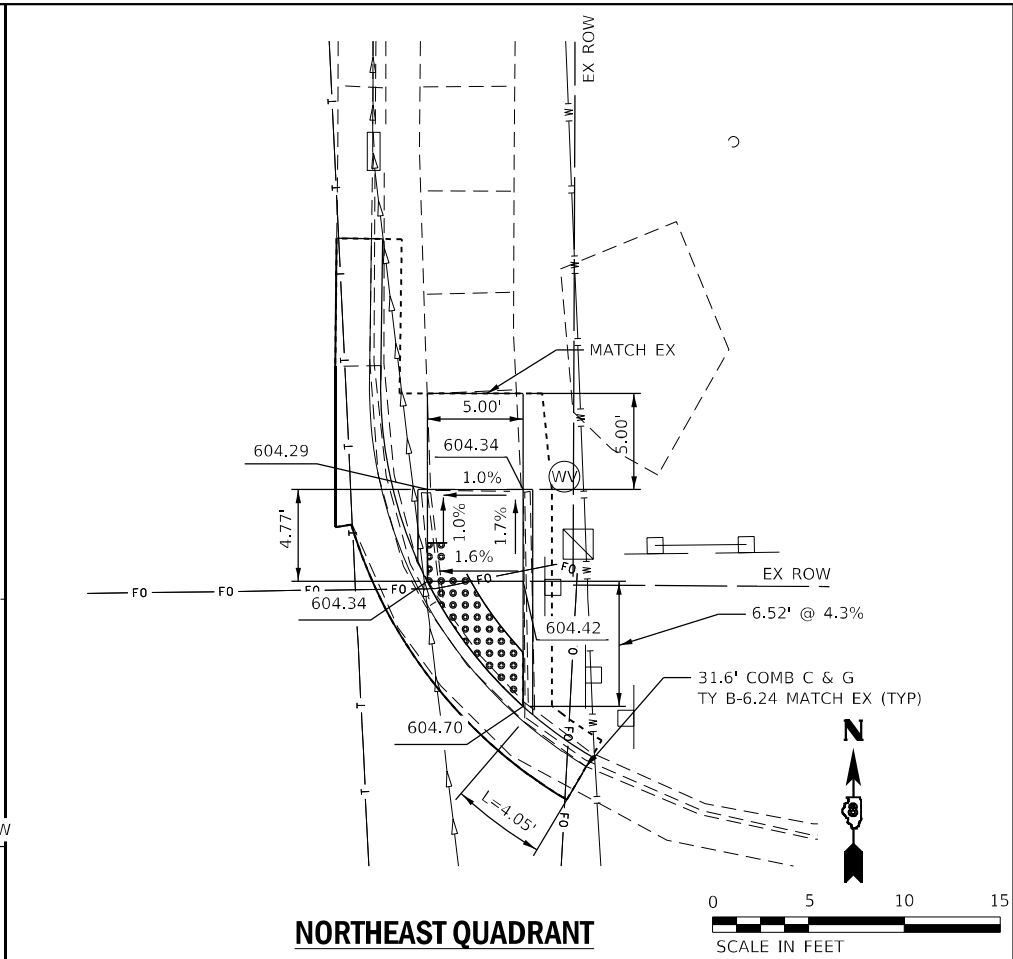 EX ROW
T
W
MATCH EX
5.00'
5.00'
604.29
604.34
WV
1.0%
4.77'
1.0%
1.7%
1.6%
FO
EX ROW
FO FO FO FO
604.34
604.42
6.52' @ 4.3%
31.6' COMB C & G
TY B-6.24 MATCH EX (TYP)
604.70
L=4.05'
FO
N
W
0 5 10 15
SCALE IN FEET
NORTHEAST QUADRANT